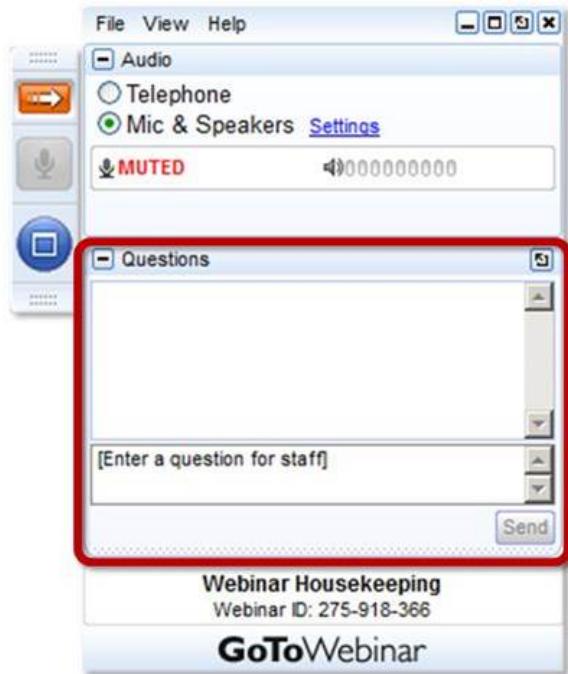 File View Help
Audio
Telephone
Mic & Speakers Settings
MUTED 000000000
Questions
[Enter a question for staff]
Send
Webinar Housekeeping
Webinar ID: 275-918-366
GoToWebinar